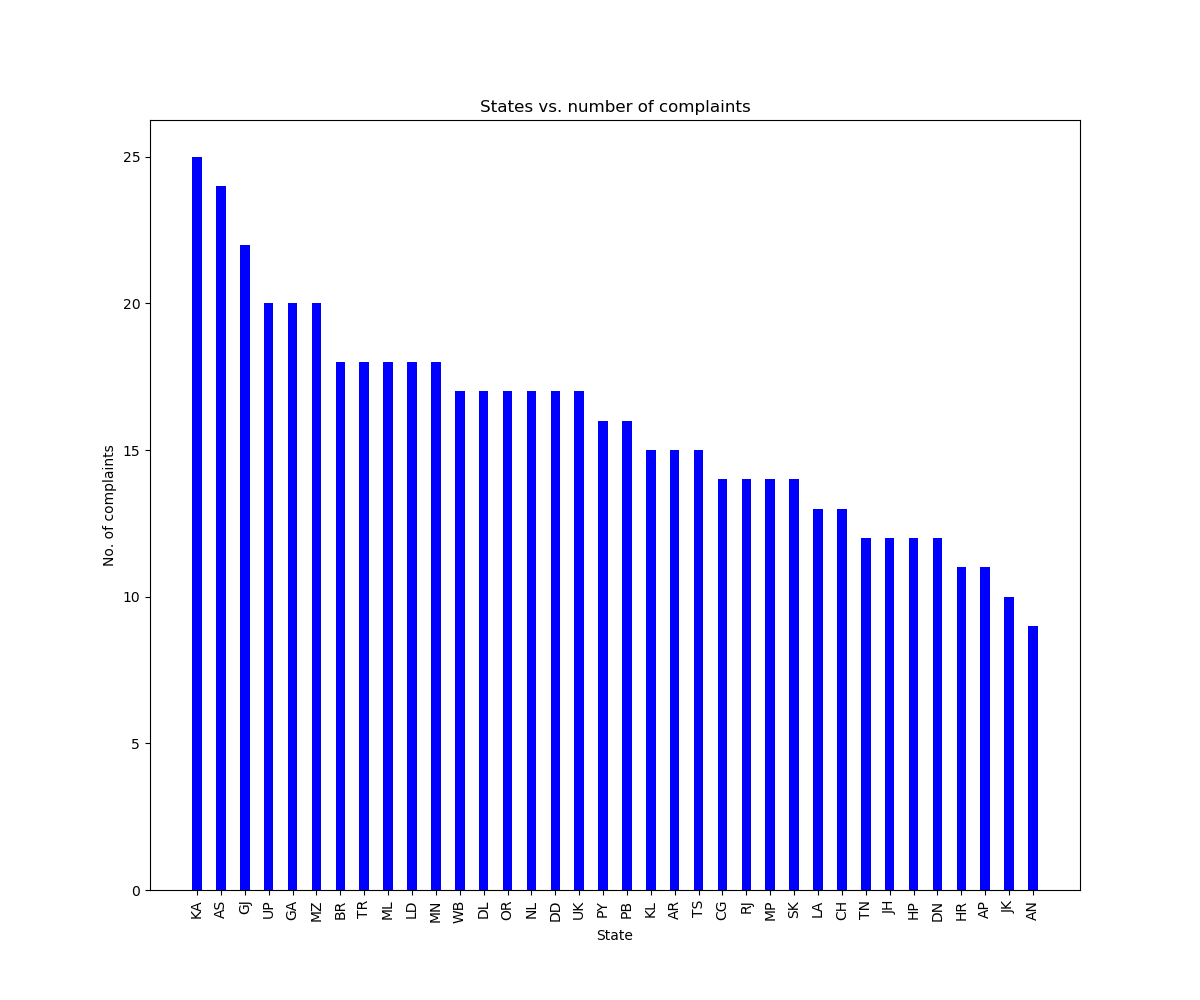 States vs. number of complaints
25
20
15
10
5
0
No. of complaints
KA AS GJ UP GA MZ BR TR ML LD MN WB DL OR NL DD UK PY PB KL AR TS CG RJ MP SK LA CH TN JH HP DN HR AP JK AN
State